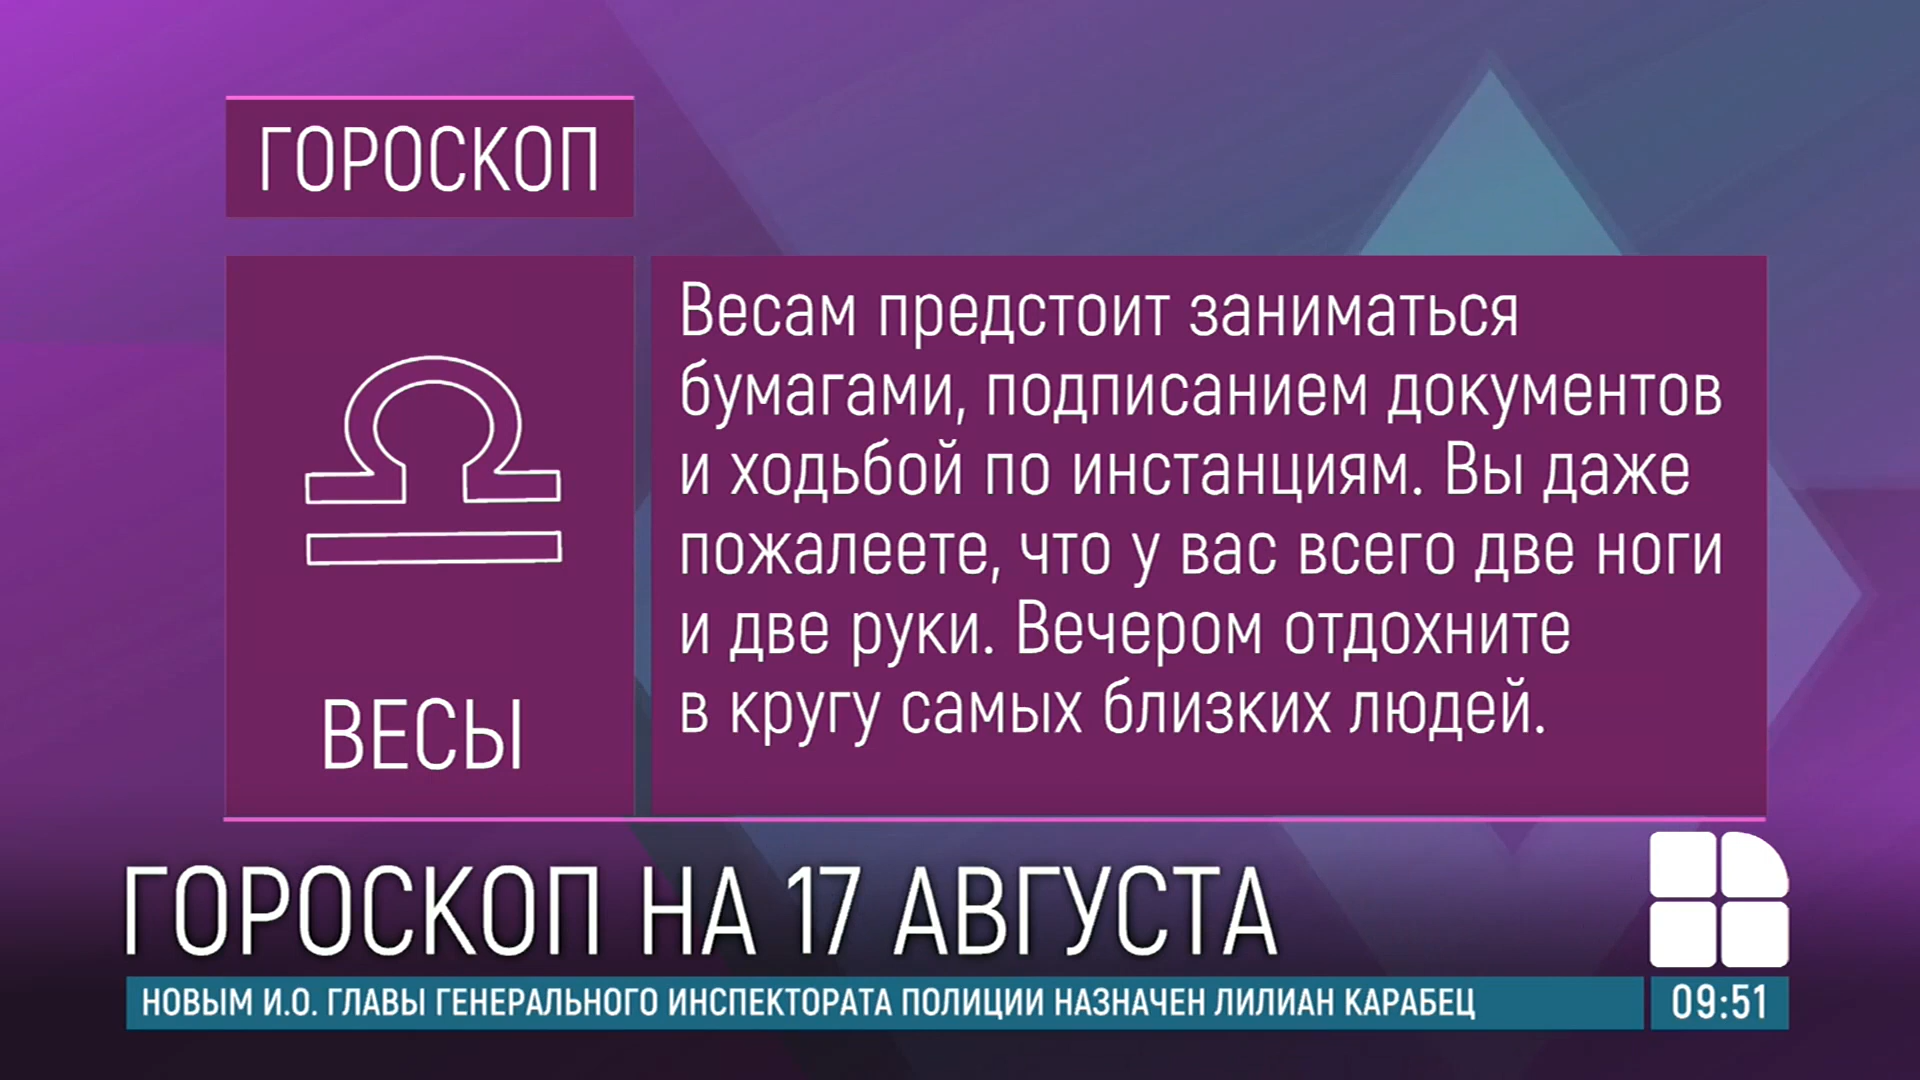 ГОРОСКОП
ВЕСЫ
Весам предстоит заниматься
бумагами, подписанием документов
и ходьбой по инстанциям. Вы даже
пожалеете, что у вас всего две ноги
и две руки. Вечером отдохните
в кругу самых близких людей.
ГОРОСКОП НА 17 АВГУСТА
НОВЫМ И.О. ГЛАВЫ ГЕНЕРАЛЬНОГО ИНСПЕКТОРАТА ПОЛИЦИИ НАЗНАЧЕН ЛИЛИАН КАРАБЕЦ
09:51